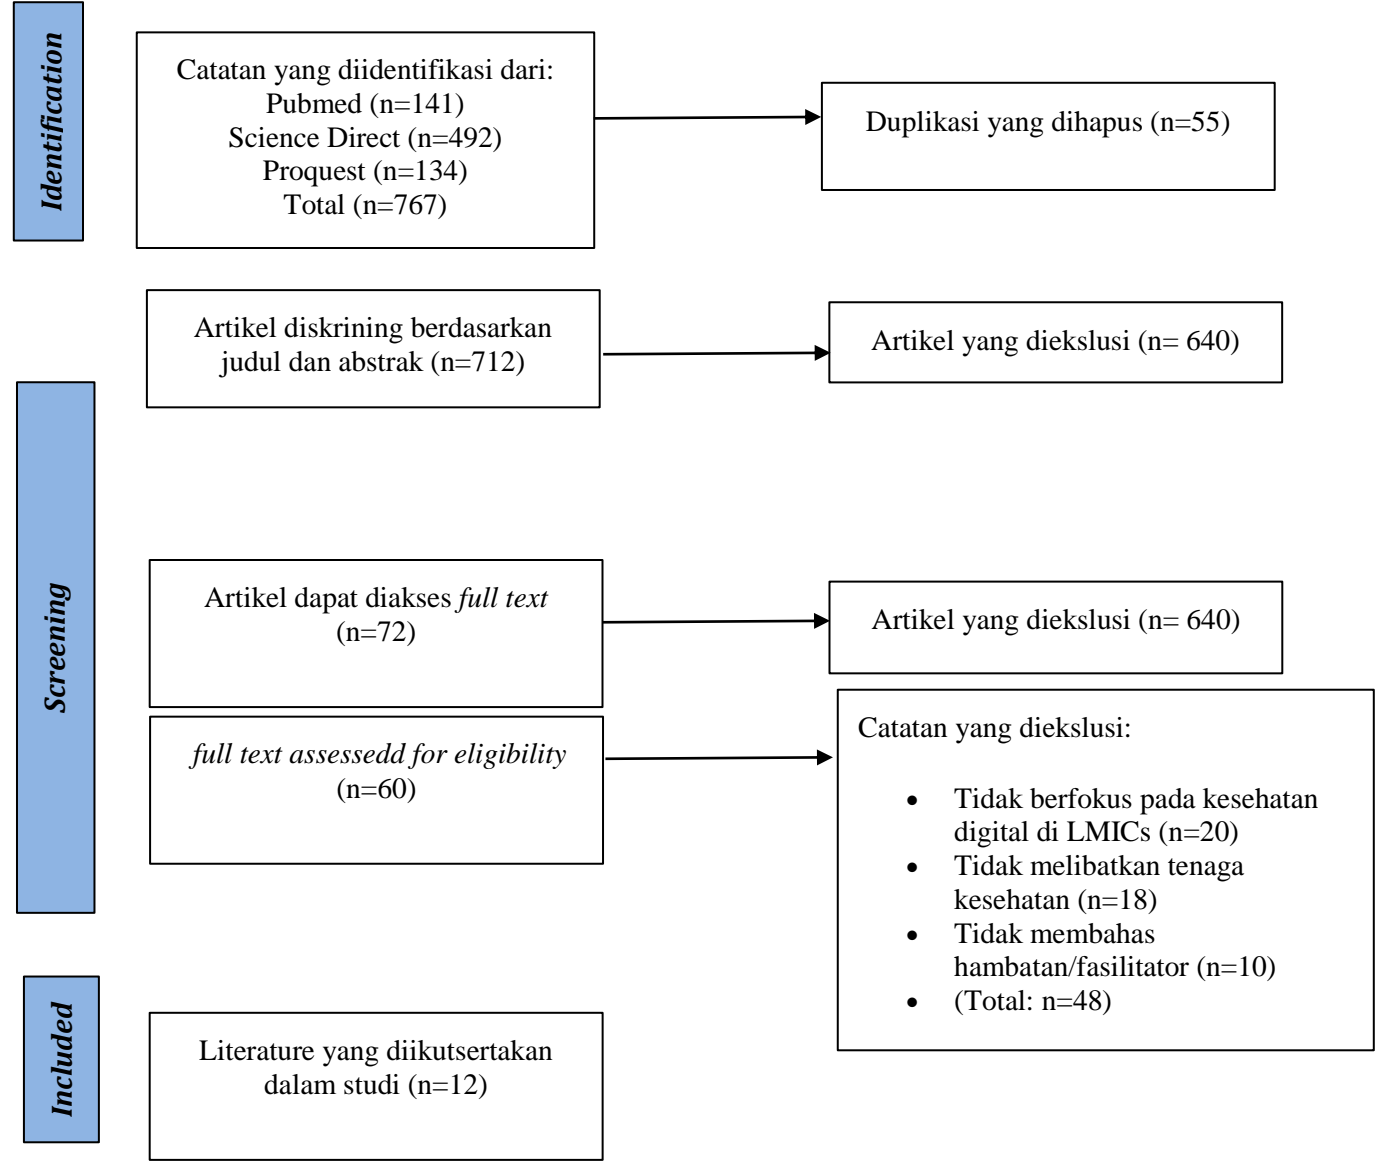 Identification
Catatan yang diidentifikasi dari:
Pubmed (n=141)
Science Direct (n=492)
Proquest (n=134)
Total (n=767)
Duplikasi yang dihapus (n=55)
Artikel diskrining berdasarkan
judul dan abstrak (n=712)
Artikel yang diekslusi (n= 640)
Screening
Artikel dapat diakses full text
(n=72)
Artikel yang diekslusi (n= 640)
full text assessedd for eligibility
(n=60)
Catatan yang diekslusi:
• Tidak berfokus pada kesehatan
digital di LMICs (n=20)
• Tidak melibatkan tenaga
kesehatan (n=18)
• Tidak membahas
hambatan/fasilitator (n=10)
• (Total: n=48)
Included
Literature yang diikutsertakan
dalam studi (n=12)